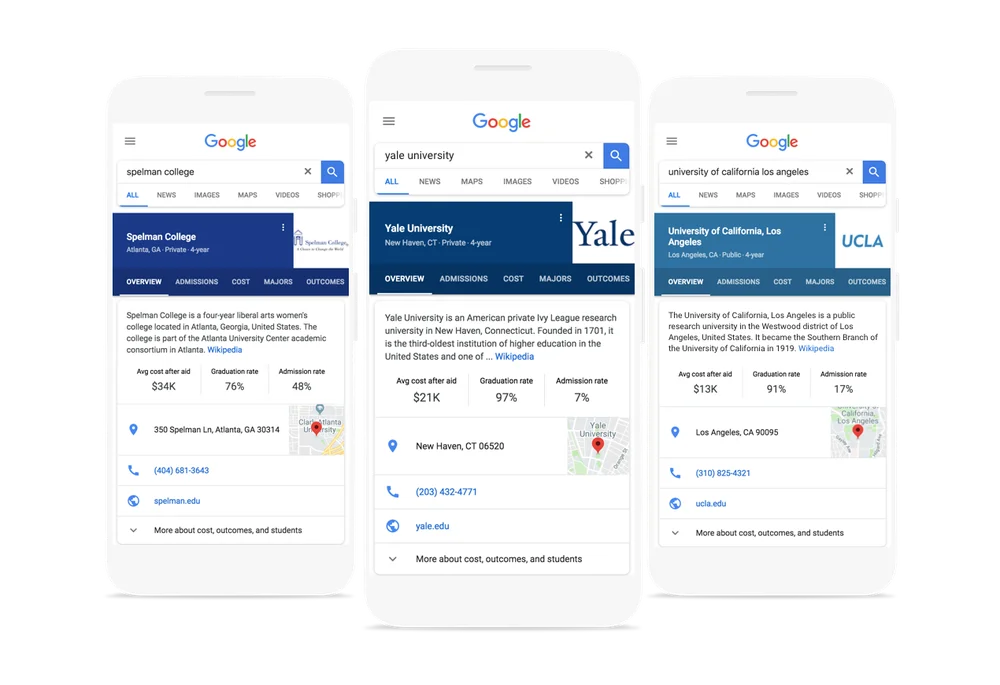 Google
spelman college
ALL NEWS IMAGES MAPS VIDEOS
Spelman College
Atlanta, GA · Private · 4-year
Spelman College
OVERVIEW ADMISSIONS COST MAJORS OUTCOMES
Spelman College is a four-year liberal arts women's
college located in Atlanta, Georgia, United States. The
college is part of the Atlanta University Center academic
consortium in Atlanta. Wikipedia
Avg cost after aid Graduation rate Admission rate
$34K 76% 48%
350 Spelman Ln, Atlanta, GA 30314
(404) 681-3643
spelman.edu
More about cost, outcomes, and students
Google
yale university
ALL NEWS MAPS IMAGES VIDEOS
Yale University
New Haven, CT · Private · 4-year
Yale
OVERVIEW ADMISSIONS COST MAJORS OUTCOMES
Yale University is an American private Ivy League research
university in New Haven, Connecticut. Founded in 1701, it
is the third-oldest institution of higher education in the
United States and one of ... Wikipedia
Avg cost after aid Graduation rate Admission rate
$21K 97% 7%
New Haven, CT 06520
Yale
University
Orange St
(203) 432-4771
yale.edu
More about cost, outcomes, and students
Google
university of california los angeles
ALL NEWS MAPS IMAGES VIDEOS
University of California, Los
Angeles
Los Angeles, CA · Public · 4-year
UCLA
OVERVIEW ADMISSIONS COST MAJORS OUTCOMES
The University of California, Los Angeles is a public
research university in the Westwood district of Los
Angeles, United States. It became the Southern Branch of
the University of California in 1919. Wikipedia
Avg cost after aid Graduation rate Admission rate
$13K 91% 17%
Los Angeles, CA 90095
University of
California,
Los Angeles
(310) 825-4321
ucla.edu
More about cost, outcomes, and students